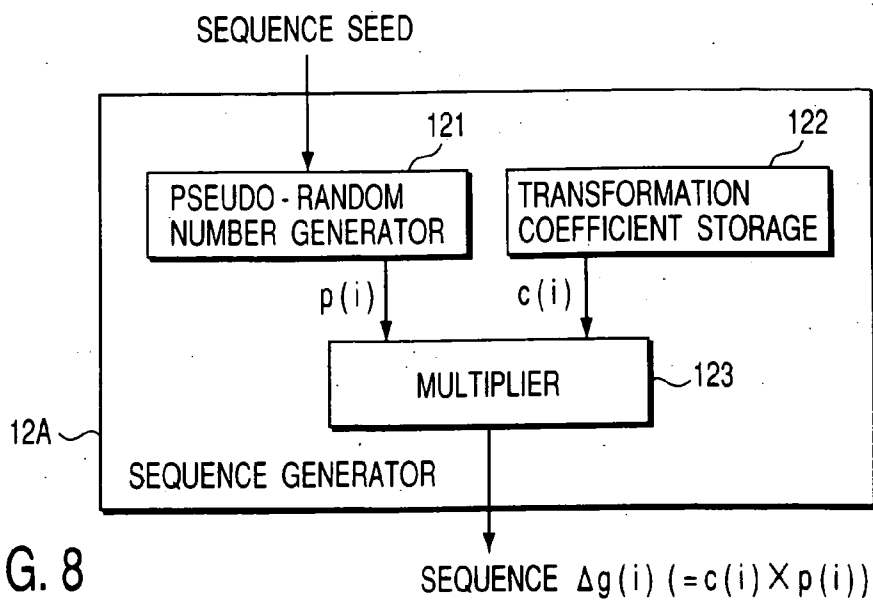 SEQUENCE SEED
121
122
PSEUDO - RANDOM
NUMBER GENERATOR
TRANSFORMATION
COEFFICIENT STORAGE
p(i)
c(i)
MULTIPLIER
123
12A
SEQUENCE GENERATOR
G. 8
SEQUENCE Δg(i) (=c(i)×p(i))